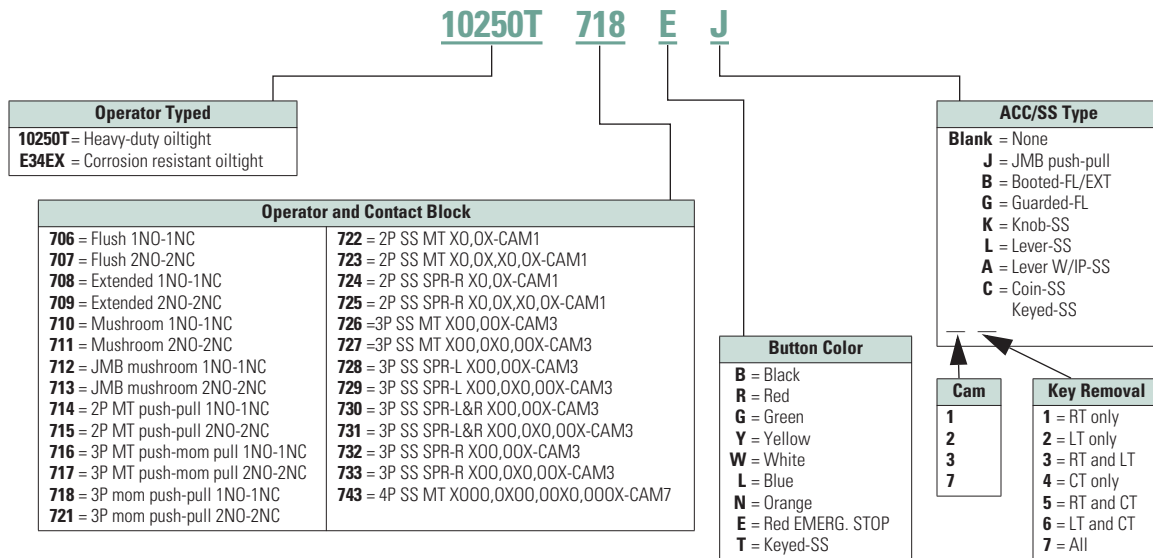 10250T 718 E J
Operator Typed
10250T = Heavy-duty oiltight
E34EX = Corrosion resistant oiltight
Operator and Contact Block
706 = Flush 1NO-1NC
707 = Flush 2NO-2NC
708 = Extended 1NO-1NC
709 = Extended 2NO-2NC
710 = Mushroom 1NO-1NC
711 = Mushroom 2NO-2NC
712 = JMB mushroom 1NO-1NC
713 = JMB mushroom 2NO-2NC
714 = 2P MT push-pull 1NO-1NC
715 = 2P MT push-pull 2NO-2NC
716 = 3P MT push-mom pull 1NO-1NC
717 = 3P MT push-mom pull 2NO-2NC
718 = 3P mom push-pull 1NO-1NC
721 = 3P mom push-pull 2NO-2NC
722 = 2P SS MT XO,OX-CAM1
723 = 2P SS MT XO,OX,XO,OX-CAM1
724 = 2P SS SPR-R XO,OX-CAM1
725 = 2P SS SPR-R XO,OX,XO,OX-CAM1
726 =3P SS MT XOO,OOX-CAM3
727 =3P SS MT XOO,OXO,OOX-CAM3
728 = 3P SS SPR-L XOO,OOX-CAM3
729 = 3P SS SPR-L XOO,OXO,OOX-CAM3
730 = 3P SS SPR-L&R XOO,OOX-CAM3
731 = 3P SS SPR-L&R XOO,OXO,OOX-CAM3
732 = 3P SS SPR-R XOO,OOX-CAM3
733 = 3P SS SPR-R XOO,OXO,OOX-CAM3
743 = 4P SS MT XOOO,OXOO,OOXO,OOOX-CAM7
Button Color
B = Black
R = Red
G = Green
Y = Yellow
W = White
L = Blue
N = Orange
E = Red EMERG. STOP
T = Keyed-SS
ACC/SS Type
Blank = None
J = JMB push-pull
B = Booted-FL/EXT
G = Guarded-FL
K = Knob-SS
L = Lever-SS
A = Lever W/IP-SS
C = Coin-SS
Keyed-SS
Cam
1
2
3
7
Key Removal
1 = RT only
2 = LT only
3 = RT and LT
4 = CT only
5 = RT and CT
6 = LT and CT
7 = All